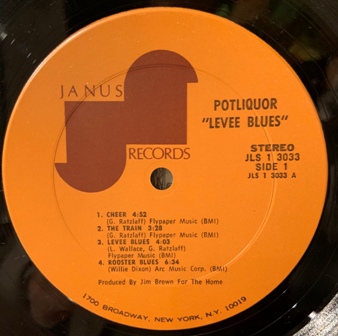 JANUS
RECORDS
POTLIQUOR
"LEVEE BLUES"
STEREO
JLS 1 3033
SIDE 1
JLS 1 3033 A
1. CHEER 4:52
(G. Ratzlaff) Flypaper Music (BMI)
2. THE TRAIN 3:28
(G. Ratzlaff) Flypaper Music (BMI)
3. LEVEE BLUES 4:03
(L. Wallace, G. Ratzlaff)
Flypaper Music (BMI)
4. ROOSTER BLUES 6:34
(Willie Dixon) Arc Music Corp. (BMI)
Produced By Jim Brown For The Home
1700 BROADWAY, NEW YORK, N.Y. 10019